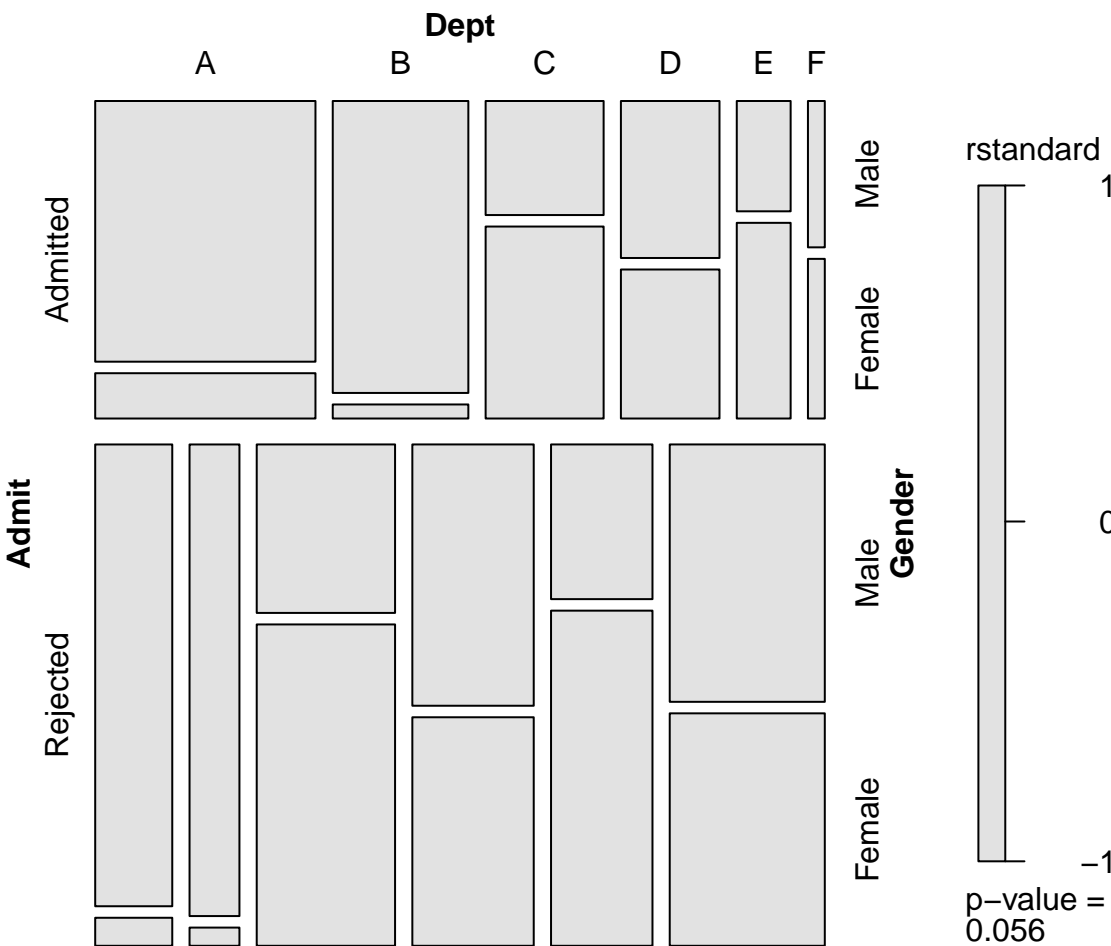 Dept
A B C D E F
Admit
Admitted
Rejected
Male
Female
Male
Female
Gender
rstandard
1
0
−1
p−value =
0.056